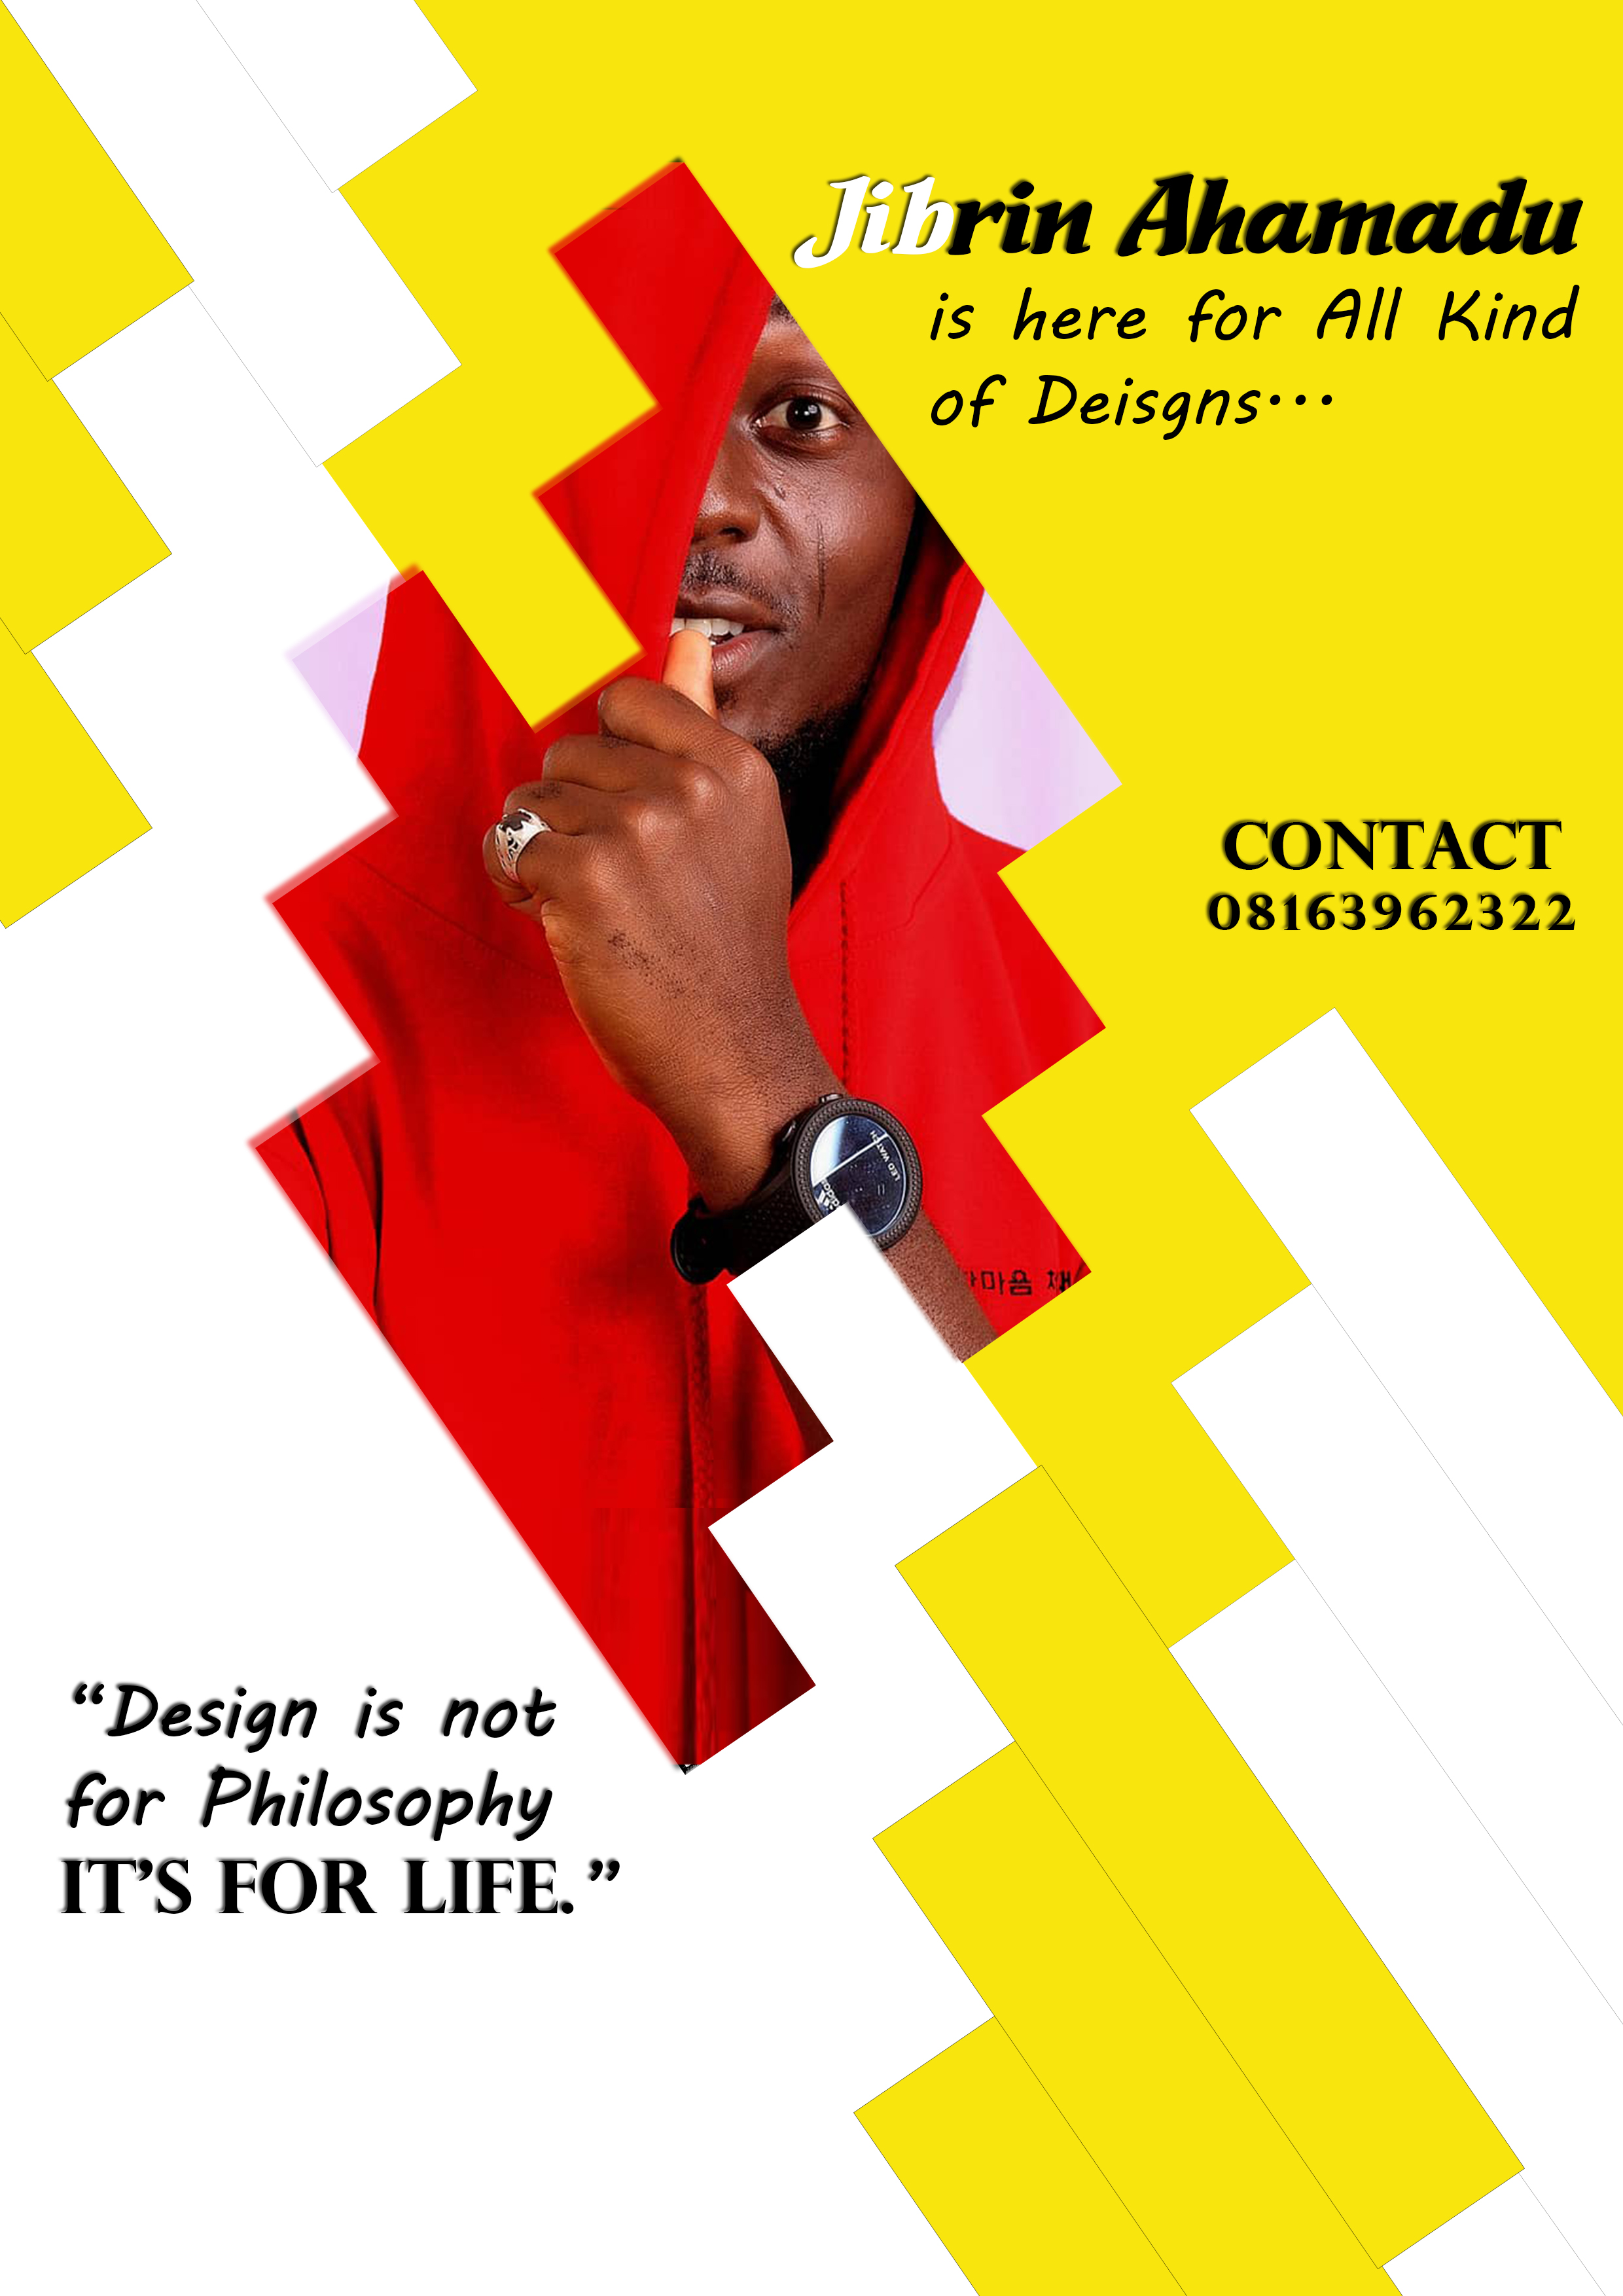 Jibrin Ahamadu
is here for All Kind
of Deisgns...
CONTACT
08163962322
LED WATCH
마음 채
“Design is not
for Philosophy
IT’S FOR LIFE.”